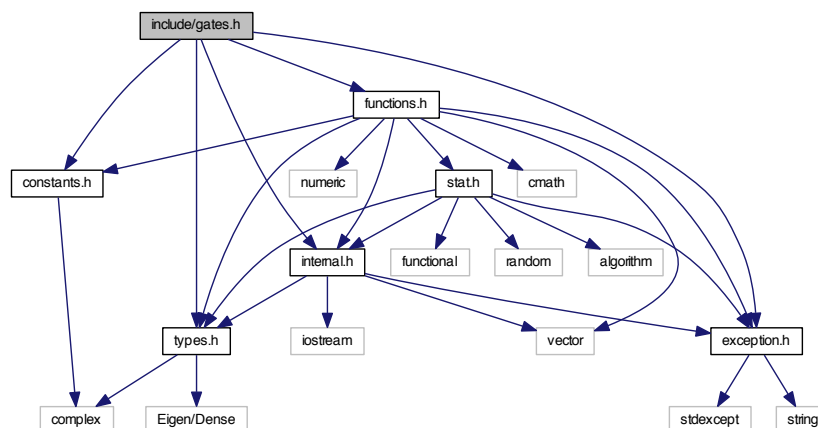 include/gates.h
functions.h
constants.h
numeric
stat.h
cmath
internal.h
functional
random
algorithm
types.h
iostream
vector
exception.h
complex
Eigen/Dense
stdexcept
string